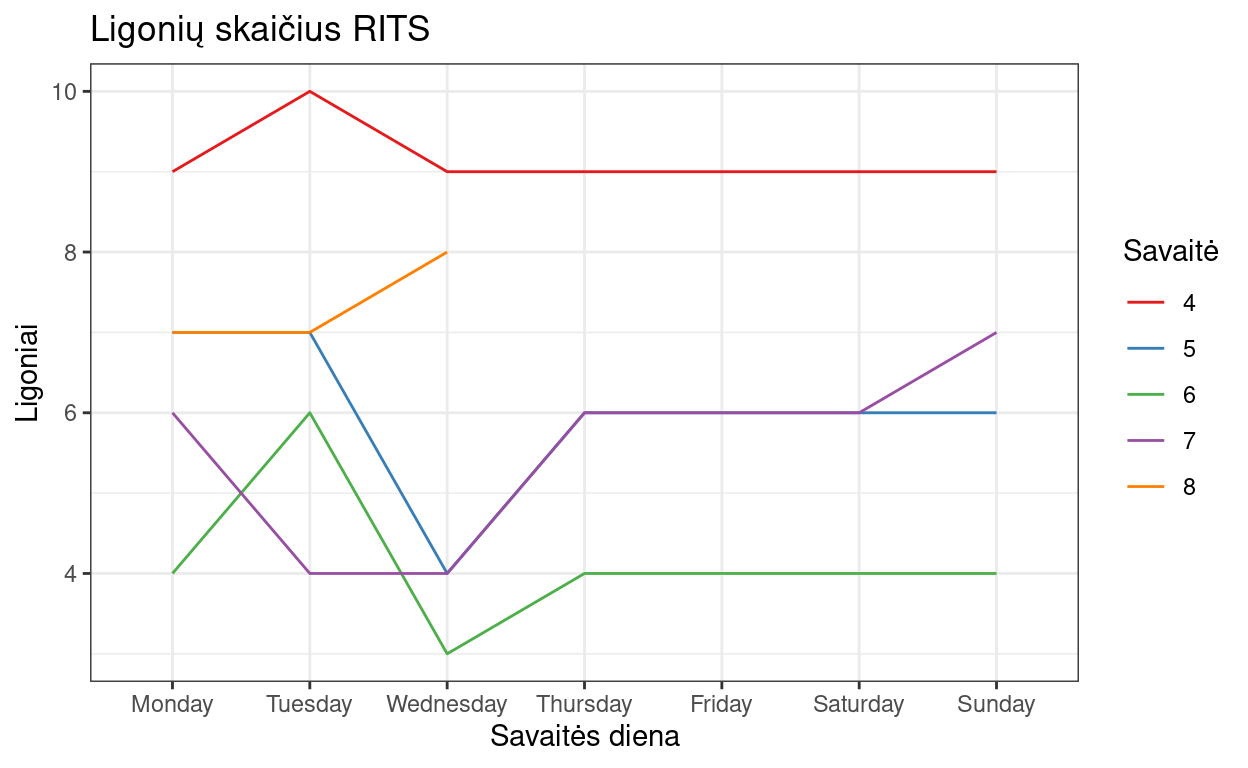 Ligonių skaičius RITS
10
8
6
4
Ligoniai
Monday Tuesday Wednesday Thursday Friday Saturday Sunday
Savaitės diena
Savaitė
4
5
6
7
8